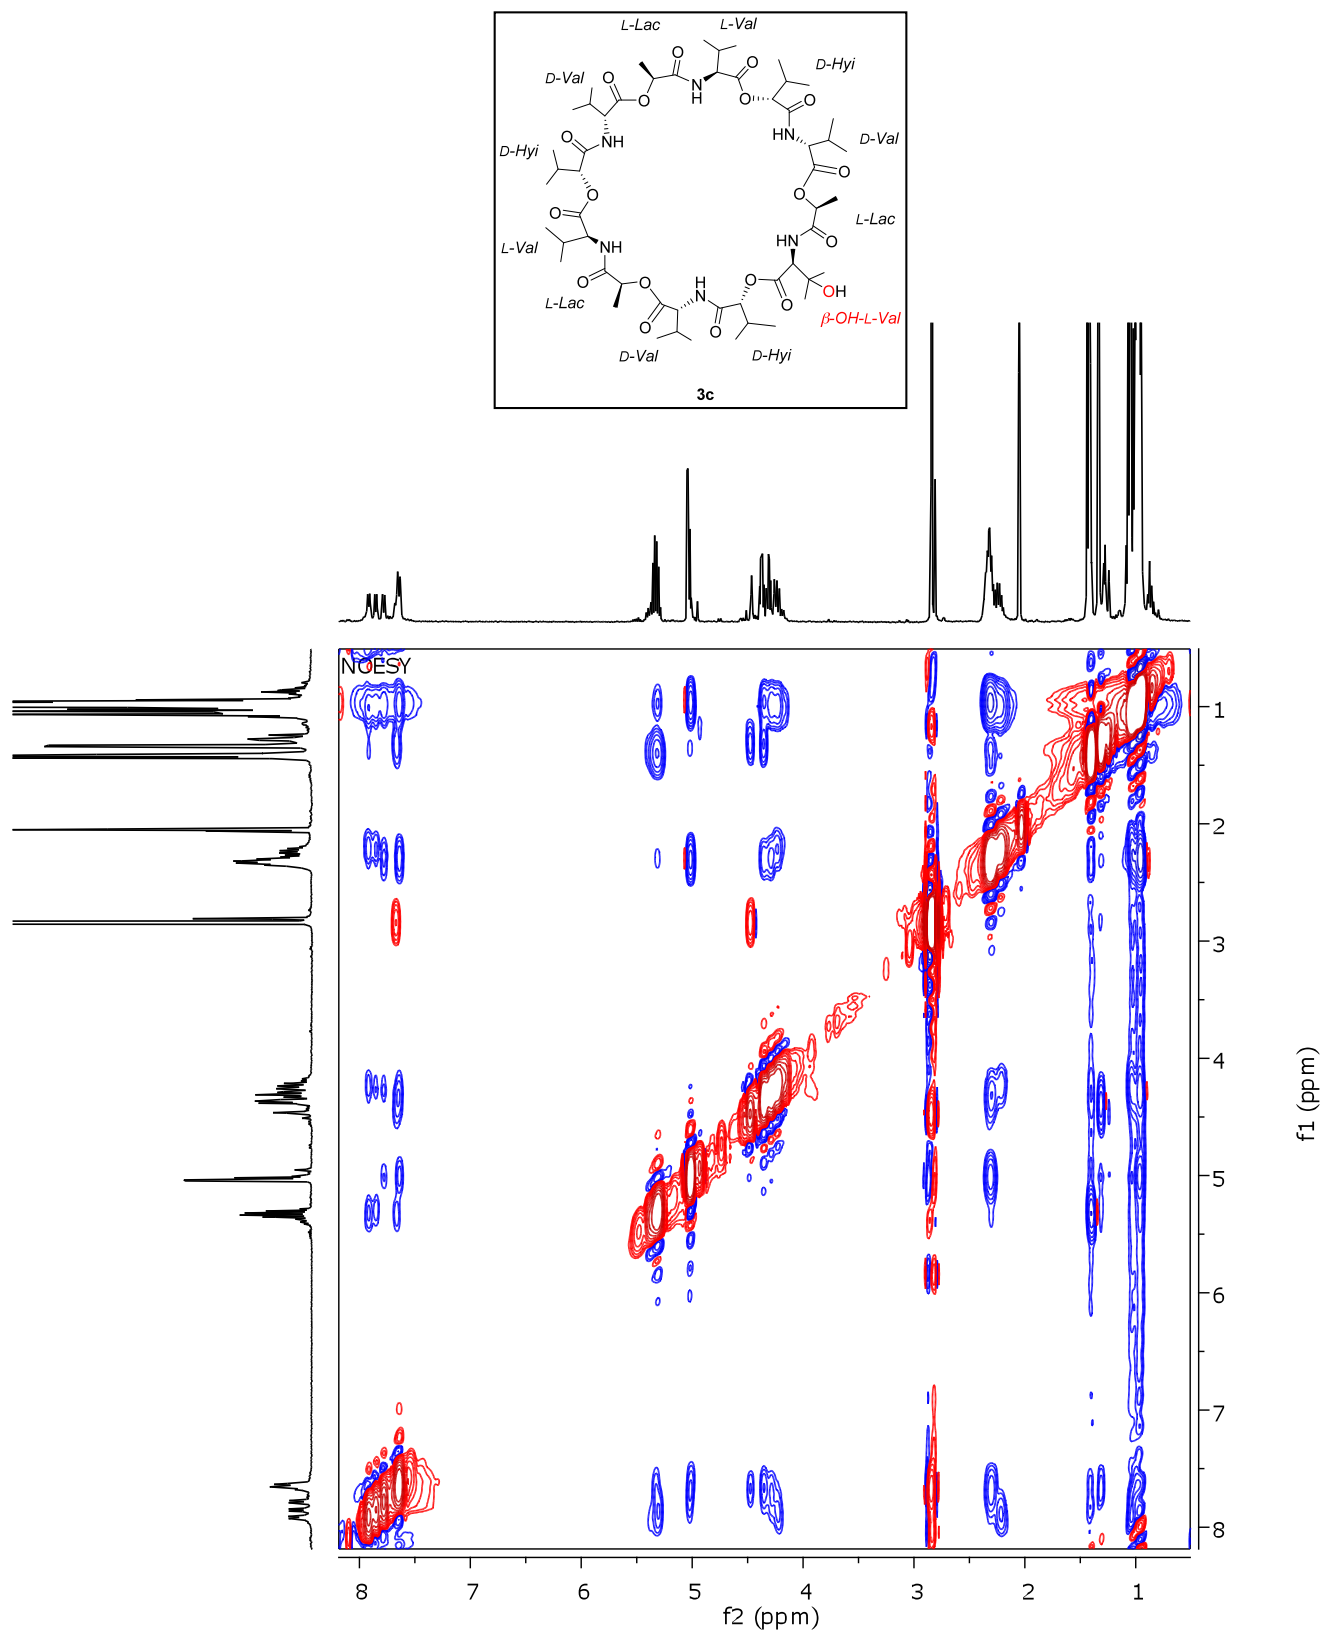 L-Lac L-Val
D-Hyi
D-Val
O O O
N
H
O O
O
NH HN
D-Val
D-Hyi
O O
O O
L-Lac
O
L-Val
NH HN O
H
O O N O O OH
L-Lac
O O O
β-OH-L-Val
D-Val D-Hyi
3c
NOESY
1
2
3
4
5
6
7
8
f1 (ppm)
8 7 6 5 4 3 2 1
f2 (ppm)